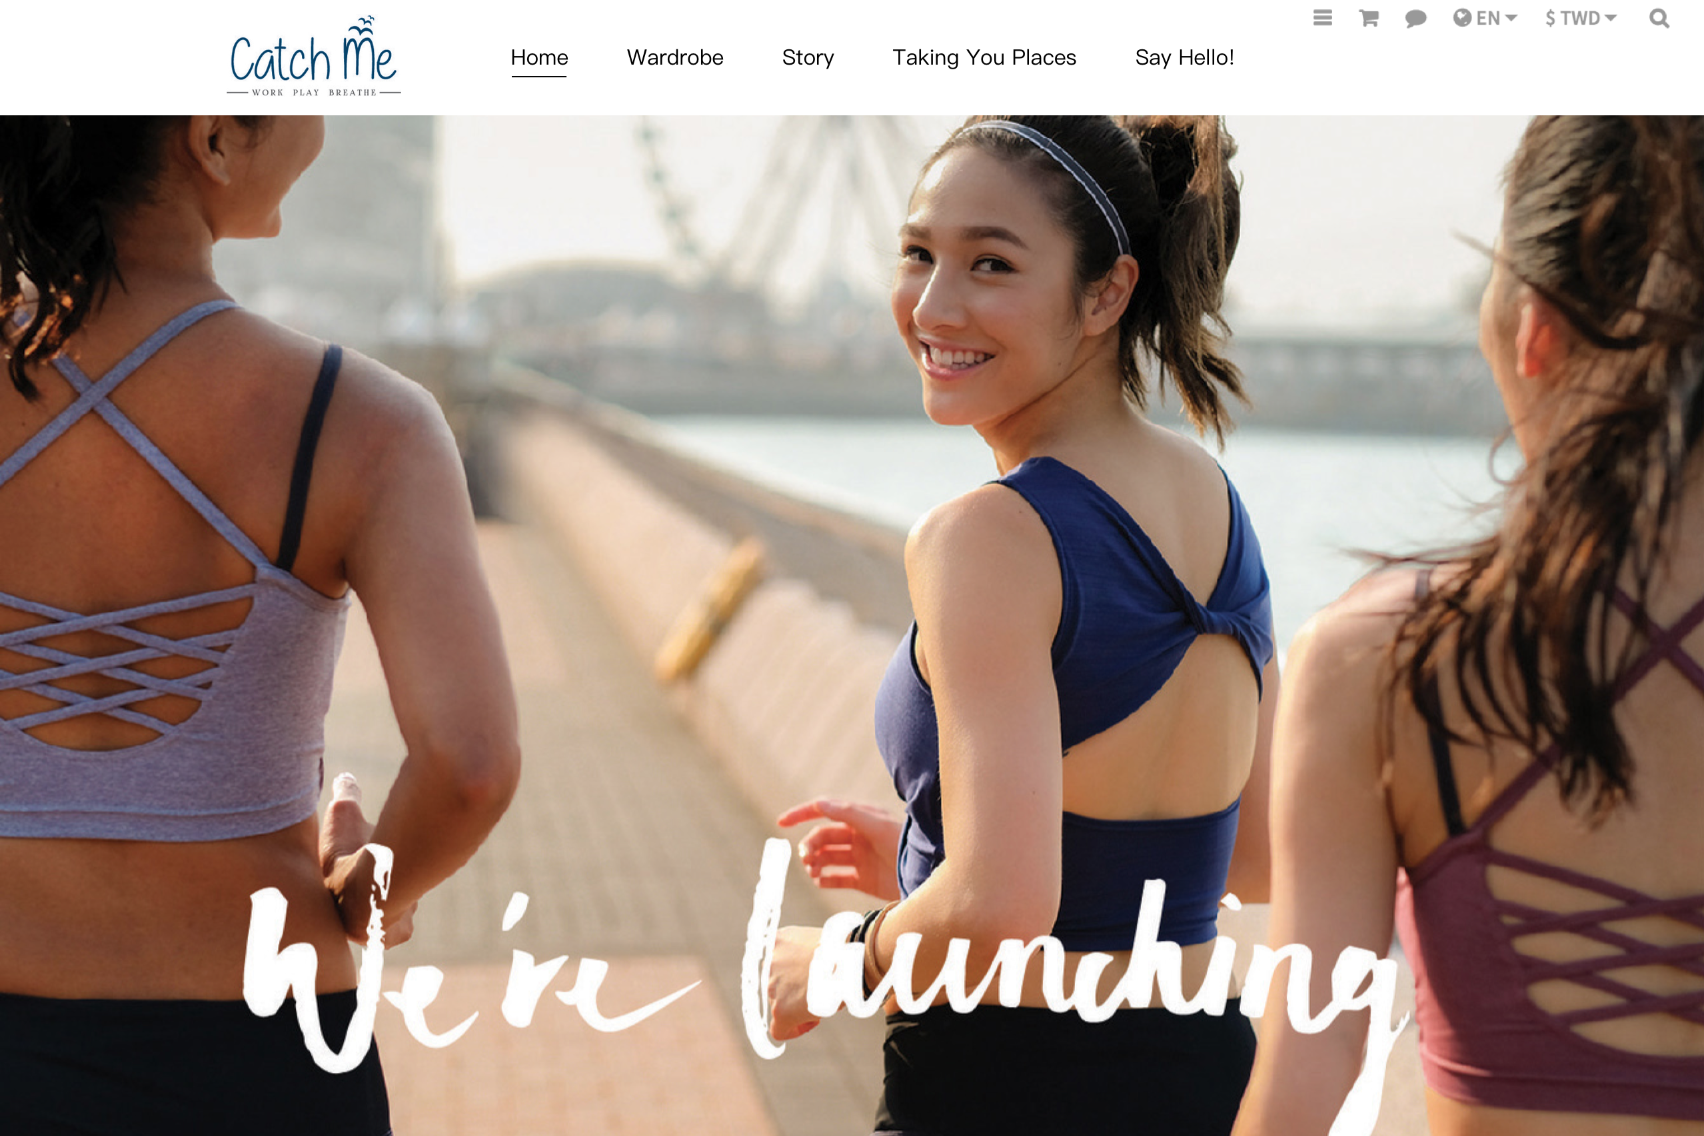 EN
$ TWD
Catch Me
WORK PLAY BREATHE
Home
Wardrobe
Story
Taking You Places
Say Hello!
We're launching